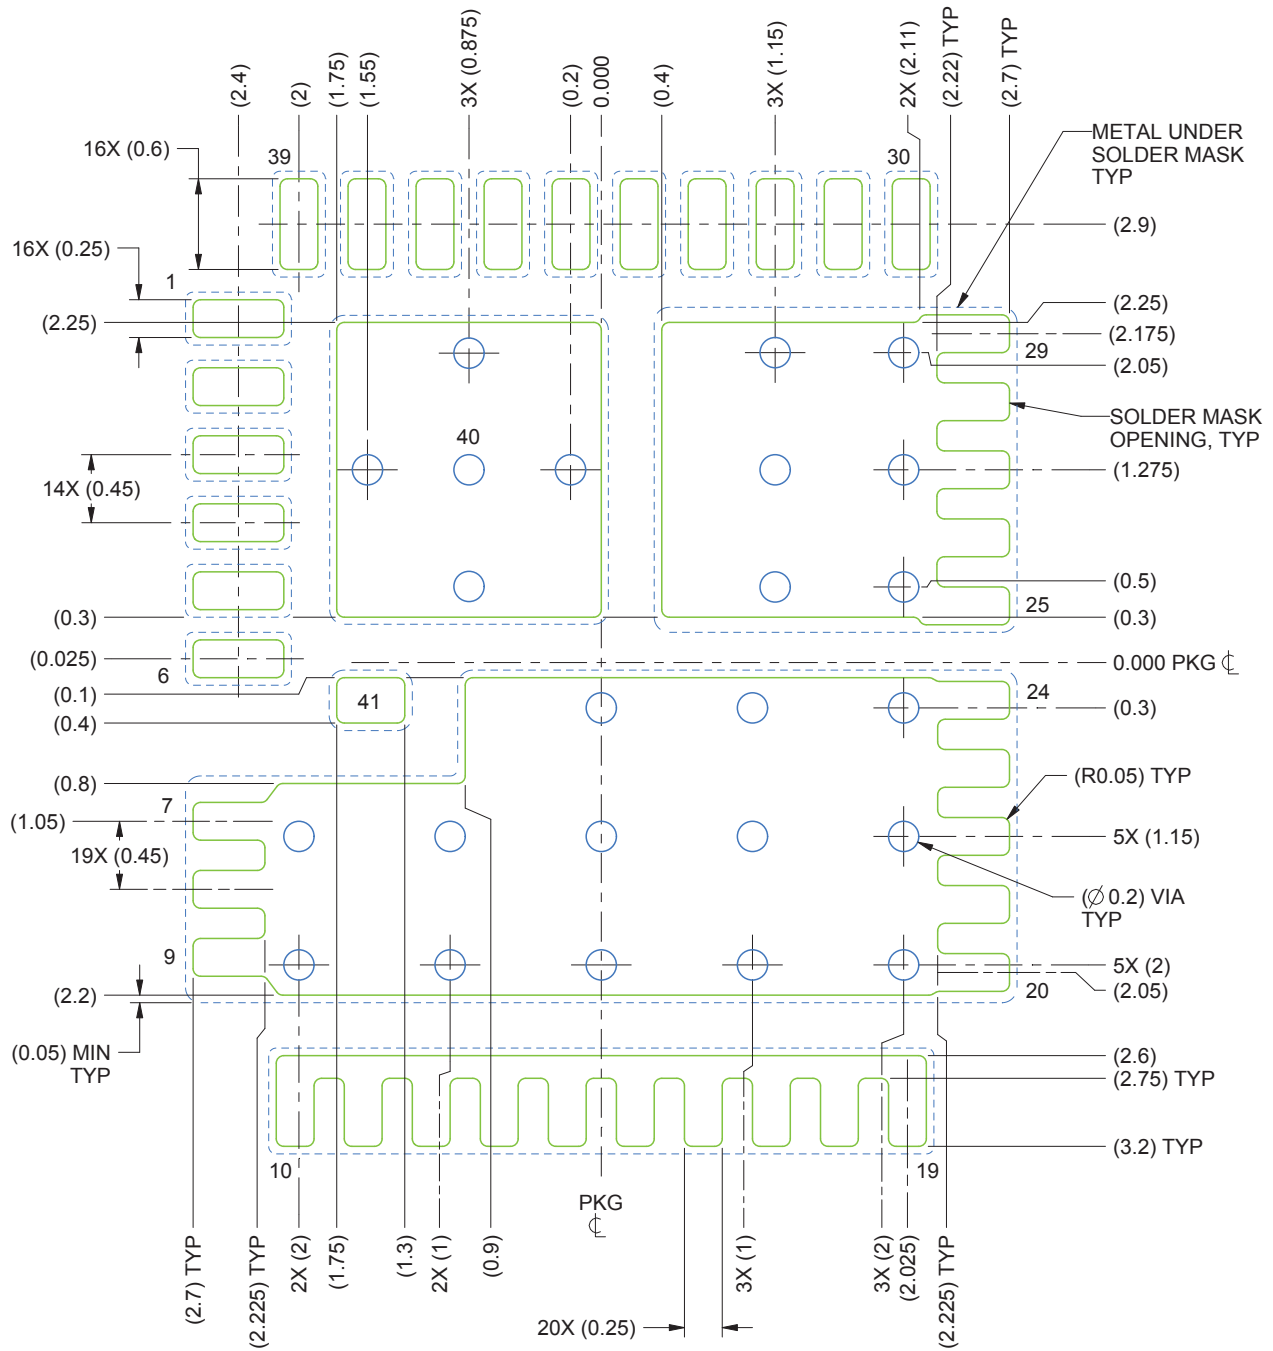 (2.4)
(2)
(1.75)
(1.55)
3X (0.875)
(0.2)
0.000
(0.4)
3X (1.15)
2X (2.11)
(2.22) TYP
(2.7) TYP
16X (0.6)
39
30
METAL UNDER
SOLDER MASK
TYP
(2.9)
16X (0.25)
1
(2.25)
(2.25)
(2.175)
29
(2.05)
SOLDER MASK
OPENING, TYP
40
(1.275)
14X (0.45)
(0.5)
25
(0.3)
(0.3)
(0.025)
6
0.000 PKG ℄
(0.1)
41
24
(0.3)
(0.4)
(0.8)
7
(R0.05) TYP
(1.05)
5X (1.15)
19X (0.45)
(∅ 0.2) VIA
TYP
9
5X (2)
(2.2)
20
(2.05)
(0.05) MIN
TYP
(2.6)
(2.75) TYP
(3.2) TYP
10
19
PKG
℄
(2.7) TYP
(2.225) TYP
2X (2)
(1.75)
(1.3)
2X (1)
(0.9)
3X (1)
3X (2)
(2.025)
(2.225) TYP
20X (0.25)